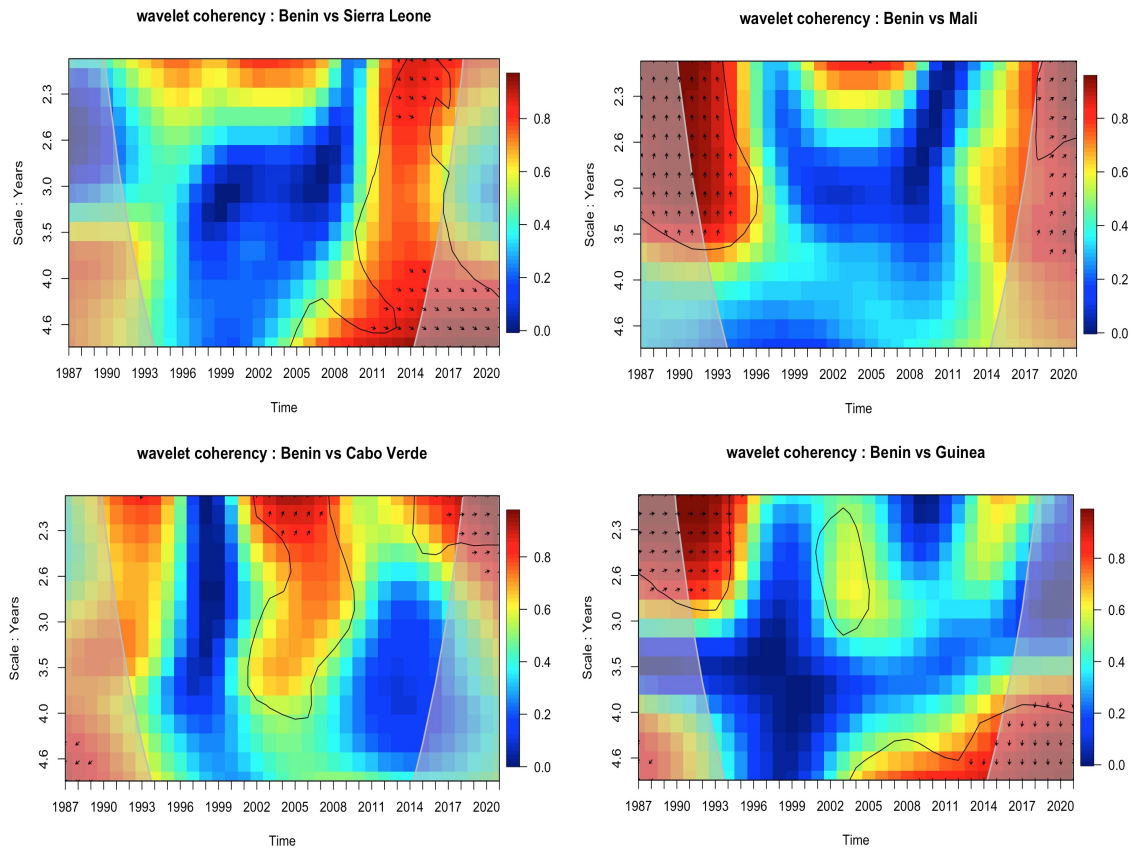 wavelet coherency : Benin vs Sierra Leone
Scale : Years
2.3
2.6
3.0
3.5
4.0
4.6
1987 1990 1993 1996 1999 2002 2005 2008 2011 2014 2017 2020
Time
0.8
0.6
0.4
0.2
0.0
wavelet coherency : Benin vs Mali
Scale : Years
2.3
2.6
3.0
3.5
4.0
4.6
1987 1990 1993 1996 1999 2002 2005 2008 2011 2014 2017 2020
Time
0.8
0.6
0.4
0.2
0.0
wavelet coherency : Benin vs Cabo Verde
Scale : Years
2.3
2.6
3.0
3.5
4.0
4.6
1987 1990 1993 1996 1999 2002 2005 2008 2011 2014 2017 2020
Time
0.8
0.6
0.4
0.2
0.0
wavelet coherency : Benin vs Guinea
Scale : Years
2.3
2.6
3.0
3.5
4.0
4.6
1987 1990 1993 1996 1999 2002 2005 2008 2011 2014 2017 2020
Time
0.8
0.6
0.4
0.2
0.0